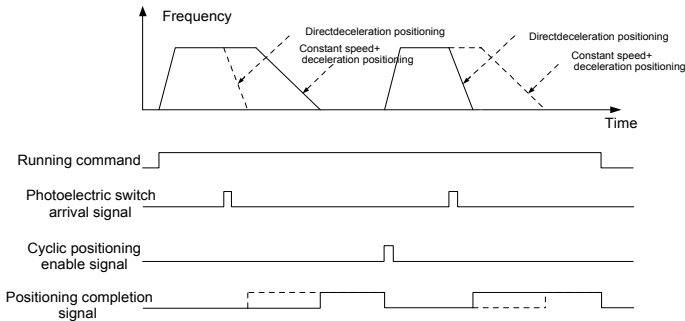 Frequency
Directdeceleration positioning
Constant speed+
deceleration positioning
Directdeceleration positioning
Constant speed+
deceleration positioning
Time
Running command
Photoelectric switch
arrival signal
Cyclic positioning
enable signal
Positioning completion
signal